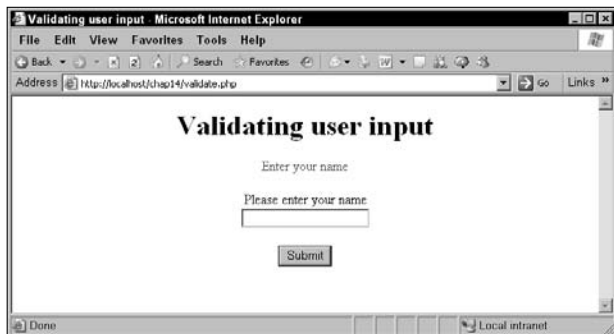 Validating user input - Microsoft Internet Explorer
File Edit View Favorites Tools Help
Back Search Favorites
Address http://localhost/chap14/validate.php Go Links »
Validating user input
Enter your name
Please enter your name
Submit
Done Local intranet